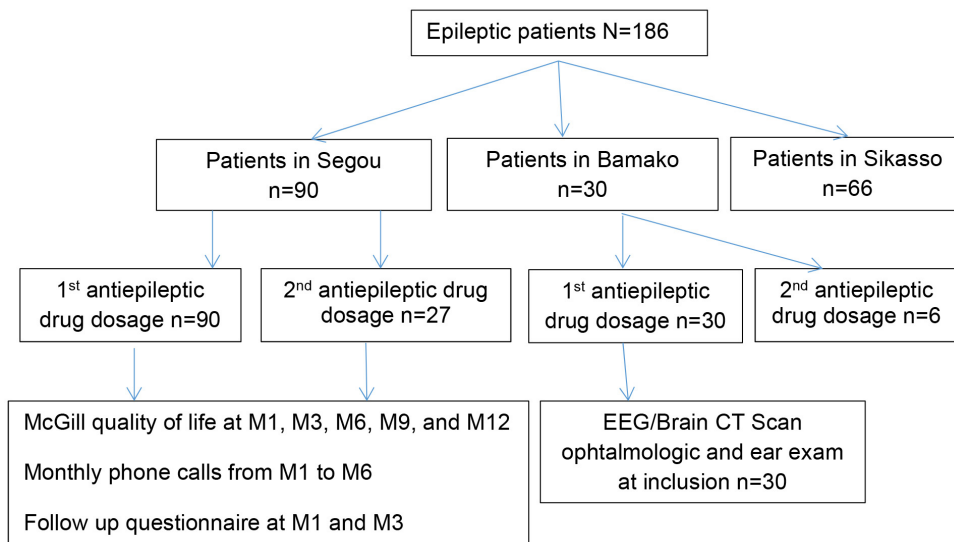 Epileptic patients N=186
Patients in Segou
n=90
Patients in Bamako
n=30
Patients in Sikasso
n=66
1st antiepileptic
drug dosage n=90
2nd antiepileptic drug
dosage n=27
1st antiepileptic
drug dosage n=30
2nd antiepileptic
drug dosage n=6
McGill quality of life at M1, M3, M6, M9, and M12
Monthly phone calls from M1 to M6
Follow up questionnaire at M1 and M3
EEG/Brain CT Scan
ophtalmologic and ear exam
at inclusion n=30